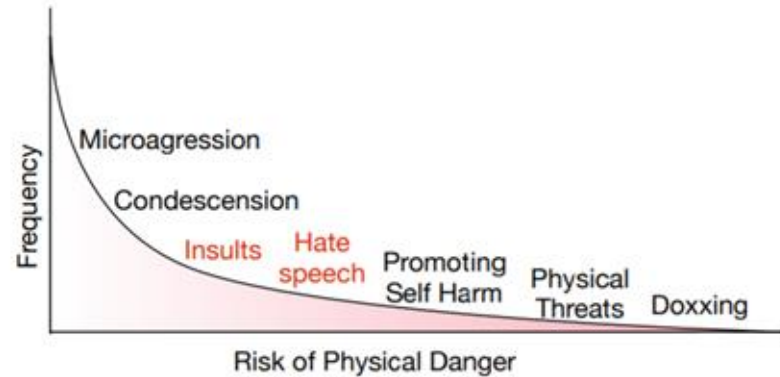 Frequency
Microagression
Condescension
Insults
Hate
speech
Promoting
Self Harm
Physical
Threats
Doxxing
Risk of Physical Danger